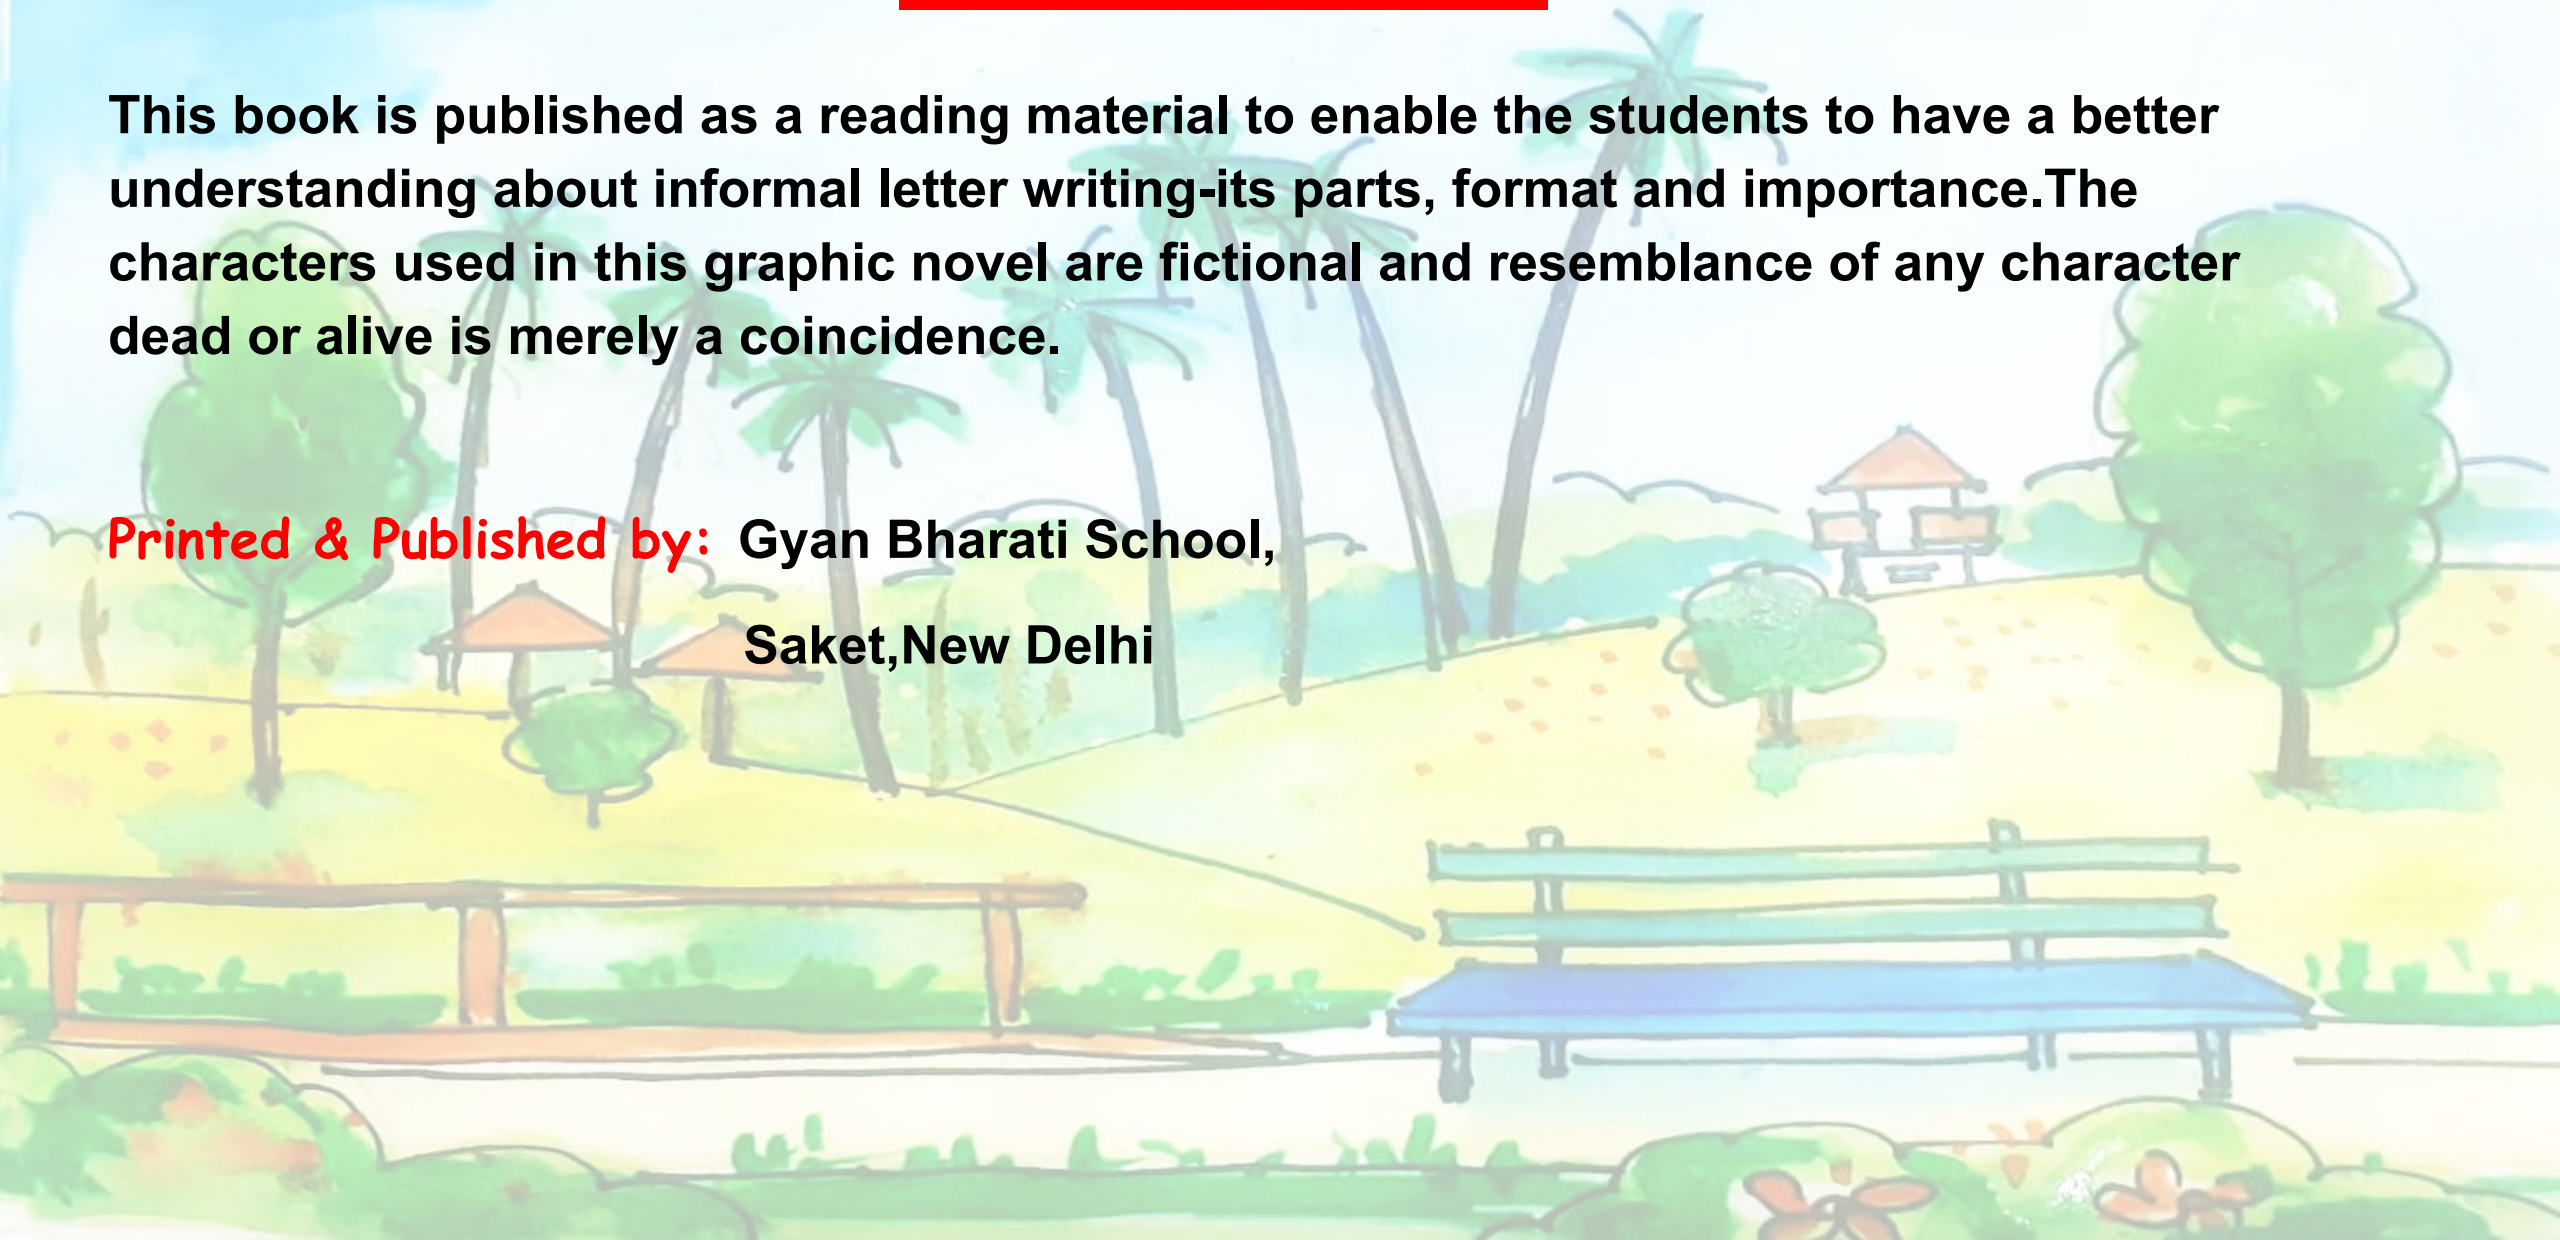 This book is published as a reading material to enable the students to have a better
understanding about informal letter writing-its parts, format and importance.The
characters used in this graphic novel are fictional and resemblance of any character
dead or alive is merely a coincidence.
Printed & Published by: Gyan Bharati School,
Saket,New Delhi